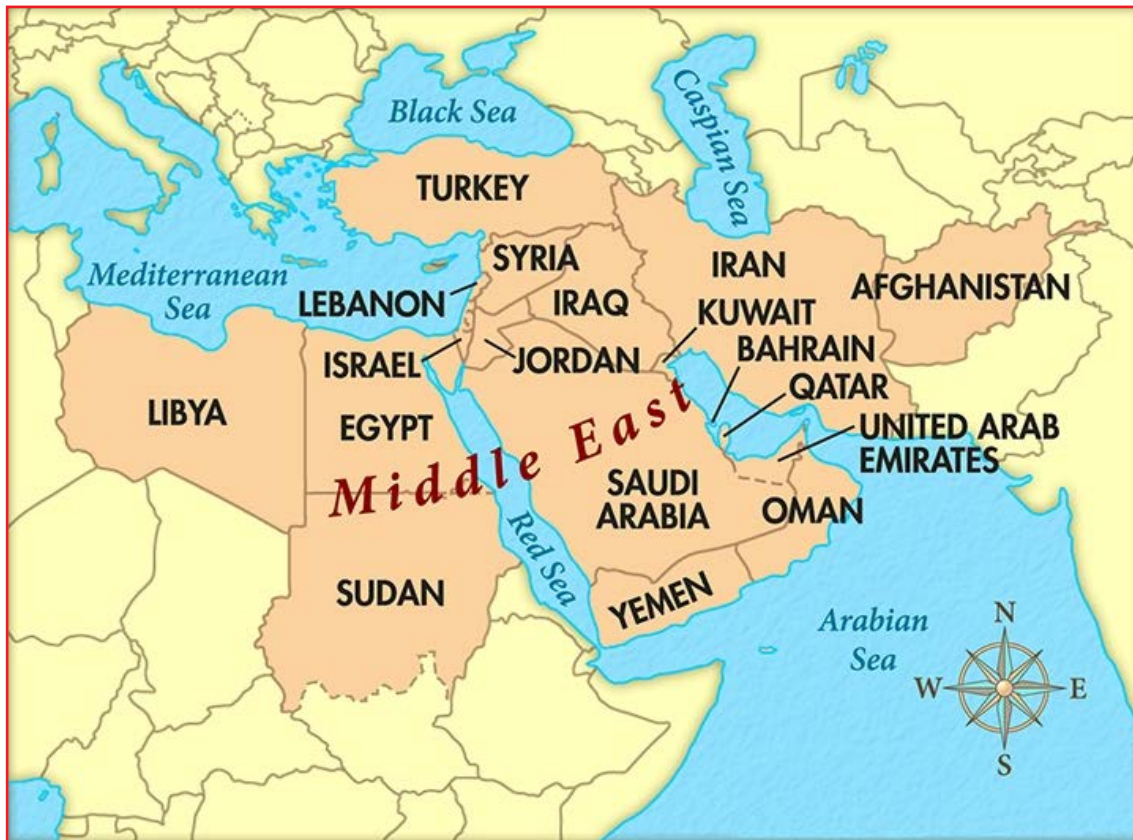 Black Sea
Caspian Sea
TURKEY
Mediterranean
Sea
SYRIA
LEBANON
IRAQ
IRAN
AFGHANISTAN
KUWAIT
BAHRAIN
QATAR
UNITED ARAB
EMIRATES
ISRAEL
JORDAN
LIBYA
EGYPT
Middle East
SAUDI
ARABIA
OMAN
Red Sea
SUDAN
YEMEN
Arabian
Sea
N
W
E
S